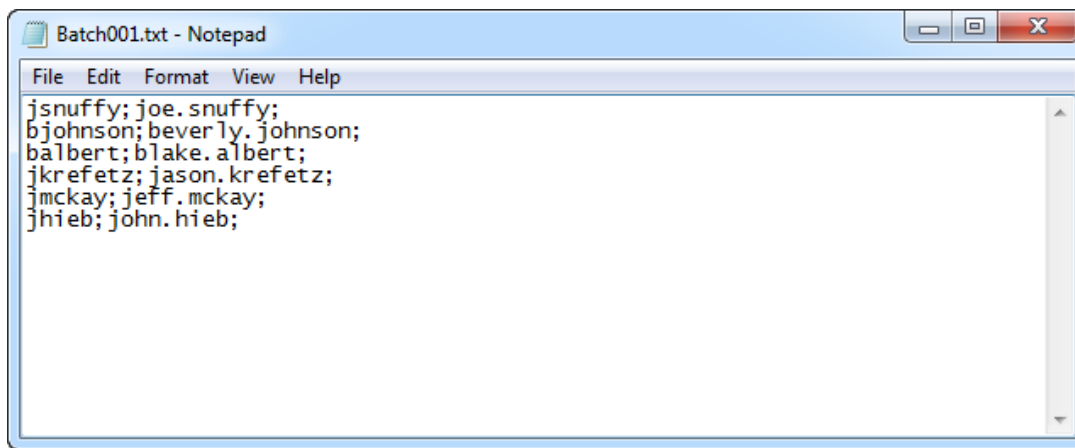 Batch001.txt - Notepad
File Edit Format View Help
jsnuffy;joe.snuffy;
bjohnson;beverly.johnson;
balbert;blake.albert;
jkrefetz;jason.krefetz;
jmckay;jeff.mckay;
jhieb;john.hieb;